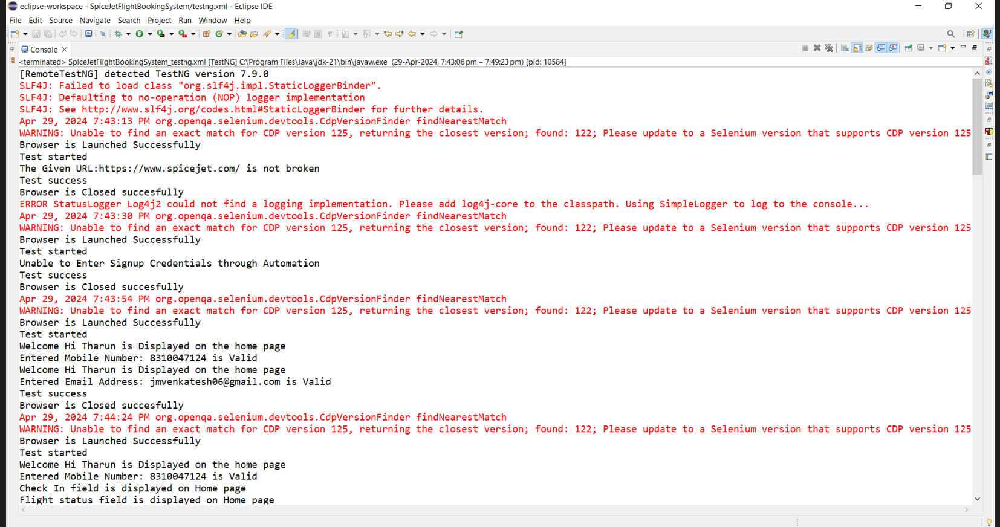 eclipse-workspace - SpiceJetFlightBookingSystem/testng.xml - Eclipse IDE
File Edit Source Navigate Search Project Run Window Help
Console
<terminated> SpiceJetFlightBookingSystem_testng.xml [TestNG] C:\Program Files\Java\jdk-21\bin\javaw.exe (29-Apr-2024, 7:43:06 pm – 7:49:23 pm) [pid: 10584]
[RemoteTestNG] detected TestNG version 7.9.0
SLF4J: Failed to load class "org.slf4j.impl.StaticLoggerBinder".
SLF4J: Defaulting to no-operation (NOP) logger implementation
SLF4J: See http://www.slf4j.org/codes.html#StaticLoggerBinder for further details.
Apr 29, 2024 7:43:13 PM org.openqa.selenium.devtools.CdpVersionFinder findNearestMatch
WARNING: Unable to find an exact match for CDP version 125, returning the closest version; found: 122; Please update to a Selenium version that supports CDP version 125
Browser is Launched Successfully
Test started
The Given URL:https://www.spicejet.com/ is not broken
Test success
Browser is Closed succesfully
ERROR StatusLogger Log4j2 could not find a logging implementation. Please add log4j-core to the classpath. Using SimpleLogger to log to the console...
Apr 29, 2024 7:43:30 PM org.openqa.selenium.devtools.CdpVersionFinder findNearestMatch
WARNING: Unable to find an exact match for CDP version 125, returning the closest version; found: 122; Please update to a Selenium version that supports CDP version 125
Browser is Launched Successfully
Test started
Unable to Enter Signup Credentials through Automation
Test success
Browser is Closed succesfully
Apr 29, 2024 7:43:54 PM org.openqa.selenium.devtools.CdpVersionFinder findNearestMatch
WARNING: Unable to find an exact match for CDP version 125, returning the closest version; found: 122; Please update to a Selenium version that supports CDP version 125
Browser is Launched Successfully
Test started
Welcome Hi Tharun is Displayed on the home page
Entered Mobile Number: 8310047124 is Valid
Welcome Hi Tharun is Displayed on the home page
Entered Email Address: jmvenkatesh06@gmail.com is Valid
Test success
Browser is Closed succesfully
Apr 29, 2024 7:44:24 PM org.openqa.selenium.devtools.CdpVersionFinder findNearestMatch
WARNING: Unable to find an exact match for CDP version 125, returning the closest version; found: 122; Please update to a Selenium version that supports CDP version 125
Browser is Launched Successfully
Test started
Welcome Hi Tharun is Displayed on the home page
Entered Mobile Number: 8310047124 is Valid
Check In field is displayed on Home page
Flight status field is displayed on Home page